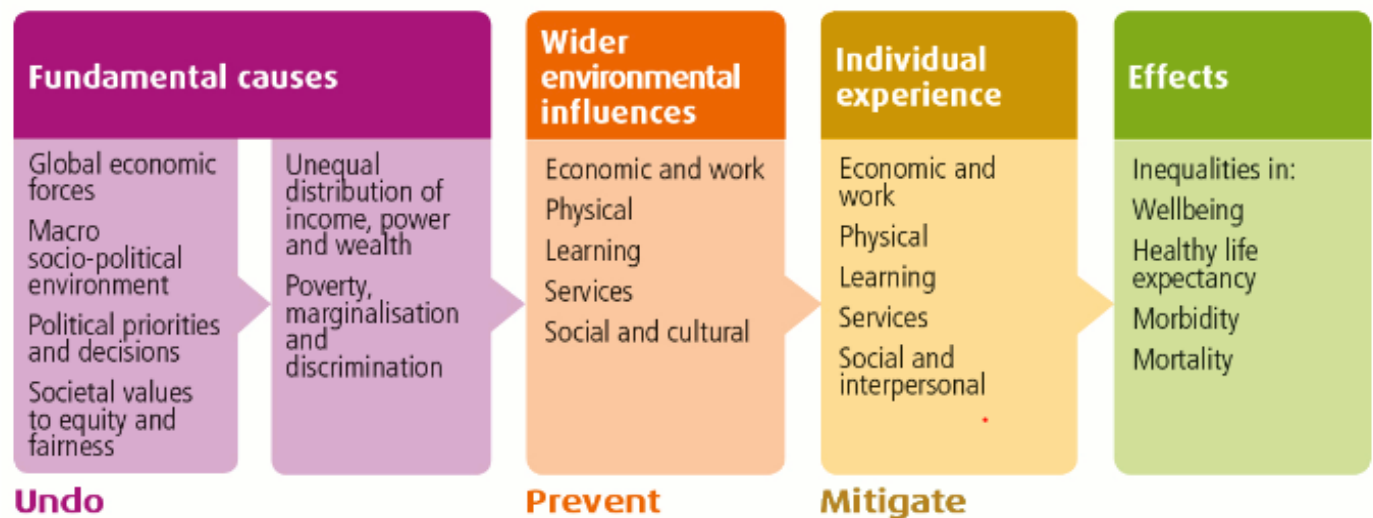 Fundamental causes
Global economic
forces
Macro
socio-political
environment
Political priorities
and decisions
Societal values
to equity and
fairness
Unequal
distribution of
income, power
and wealth
Poverty,
marginalisation
and
discrimination
Undo
Wider
environmental
influences
Economic and work
Physical
Learning
Services
Social and cultural
Prevent
Individual
experience
Economic and
work
Physical
Learning
Services
Social and
interpersonal
Mitigate
Effects
Inequalities in:
Wellbeing
Healthy life
expectancy
Morbidity
Mortality